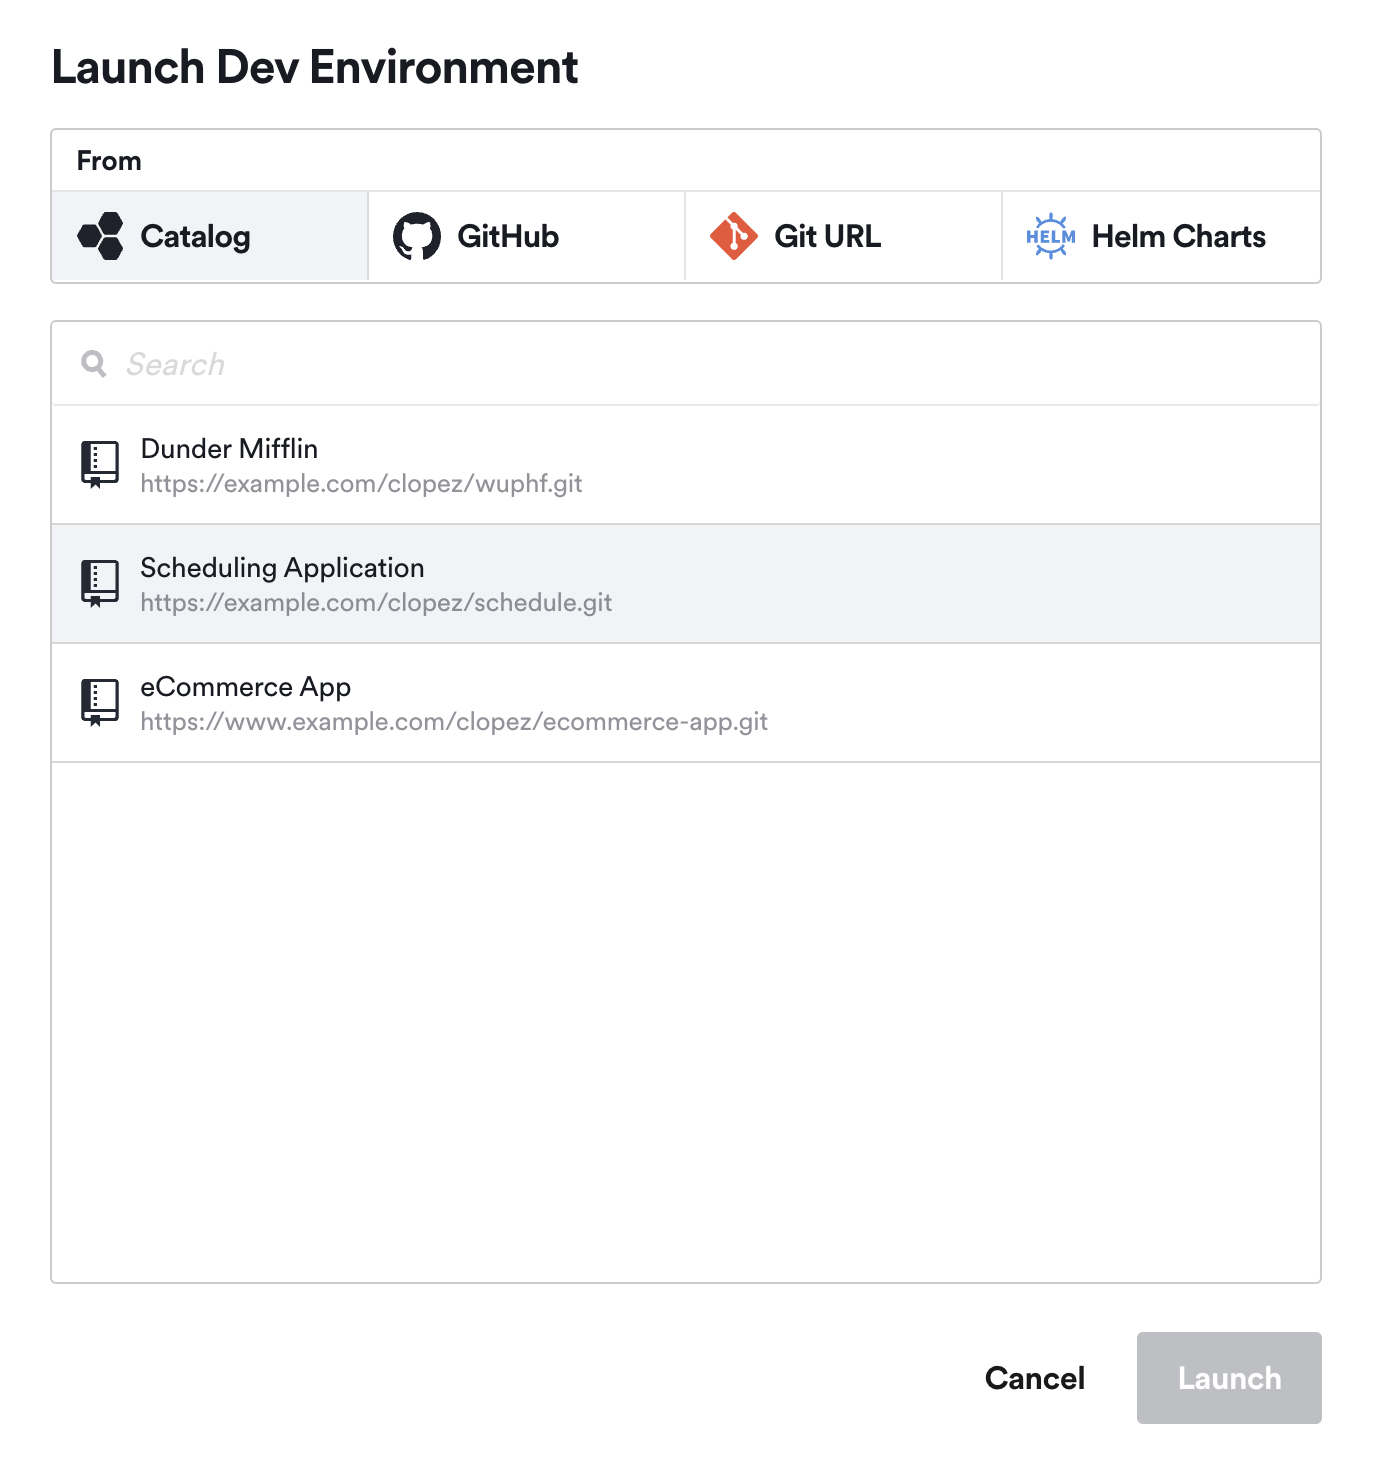 Launch Dev Environment
From
Catalog
GitHub
Git URL
HELM
Helm Charts
Search
Dunder Mifflin
https://example.com/clopez/wuphf.git
Scheduling Application
https://example.com/clopez/schedule.git
eCommerce App
https://www.example.com/clopez/ecommerce-app.git
Cancel
Launch